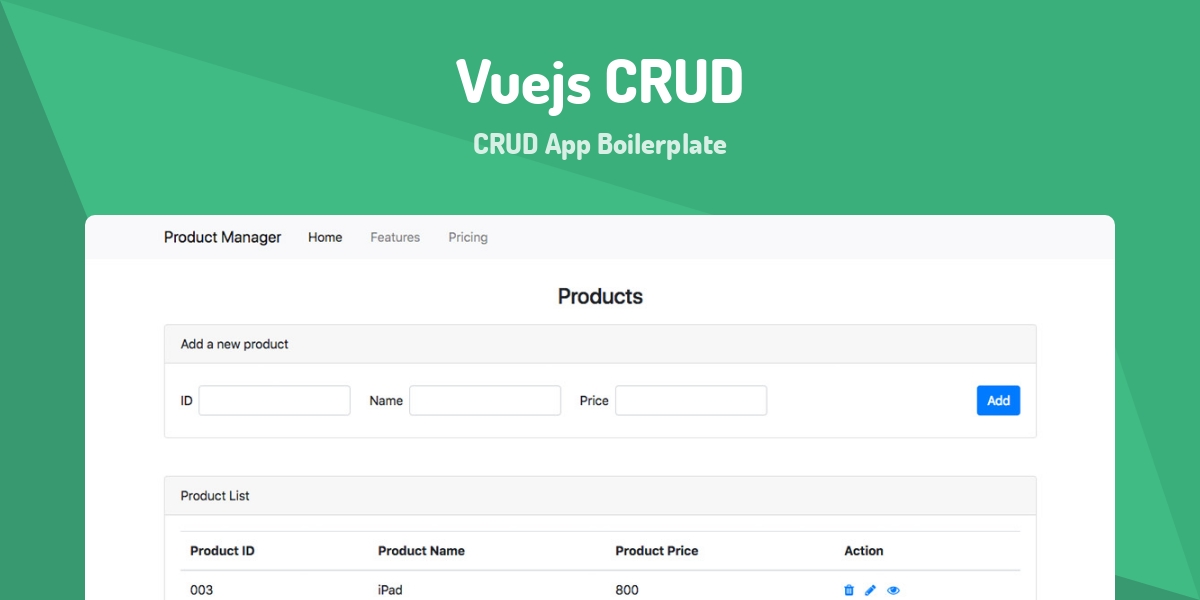 Vuejs CRUD
CRUD App Boilerplate
Product Manager Home Features Pricing
Products
Add a new product
ID Name Price Add
Product List
Product ID Product Name Product Price Action
003 iPad 800